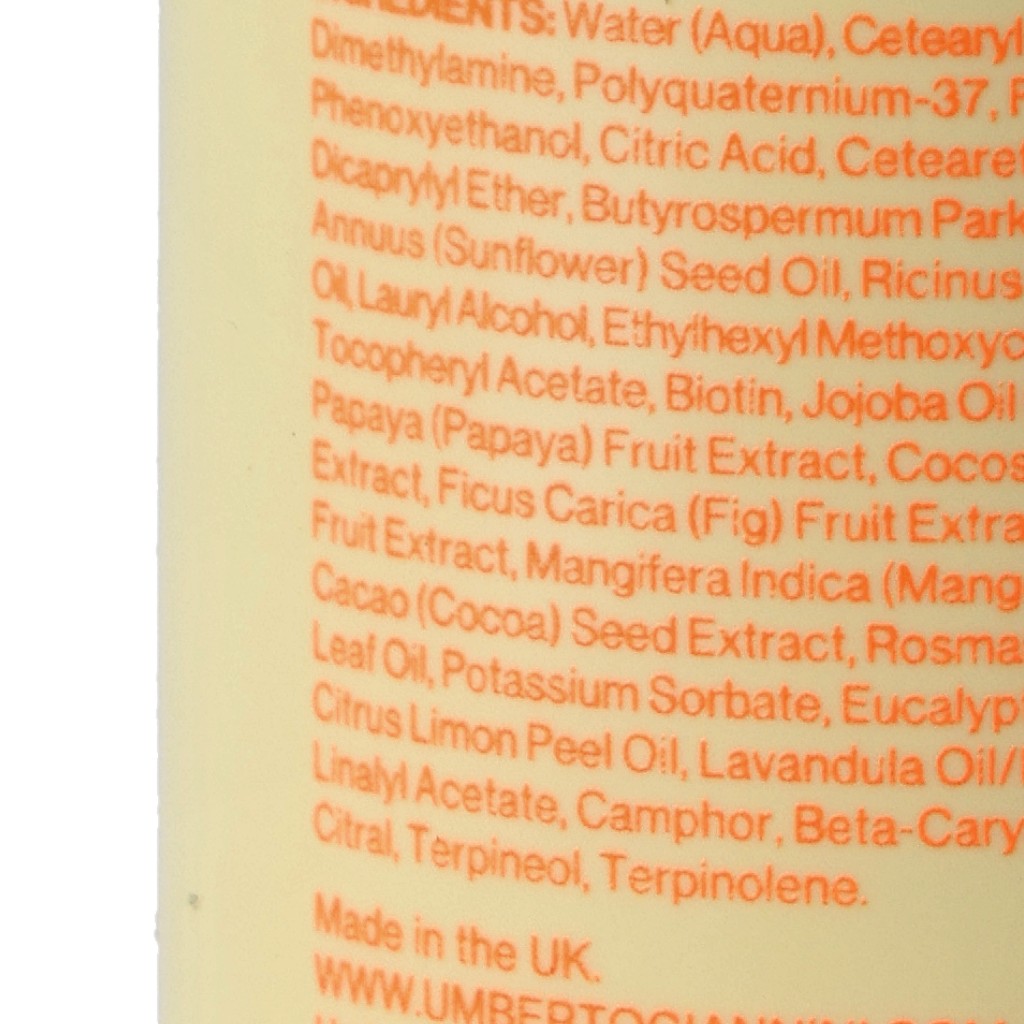 INGREDIENTS: Water (Aqua), Cetearyl
Dimethylamine, Polyquaternium-37,
Phenoxyethanol, Citric Acid, Ceteare
Dicaprylyl Ether, Butyrospermum Park
Annuus (Sunflower) Seed Oil, Ricinus
Oil, Lauryl Alcohol, Ethylhexyl Methoxyc
Tocopheryl Acetate, Biotin, Jojoba Oil
Papaya (Papaya) Fruit Extract, Cocos
Extract, Ficus Carica (Fig) Fruit Extra
Fruit Extract, Mangifera Indica (Mang
Cacao (Cocoa) Seed Extract, Rosma
Leaf Oil, Potassium Sorbate, Eucalyp
Citrus Limon Peel Oil, Lavandula Oil/
Linalyl Acetate, Camphor, Beta-Cary
Citral, Terpineol, Terpinolene.
Made in the UK.
WWW.UMBERTOGIANNINI.COM